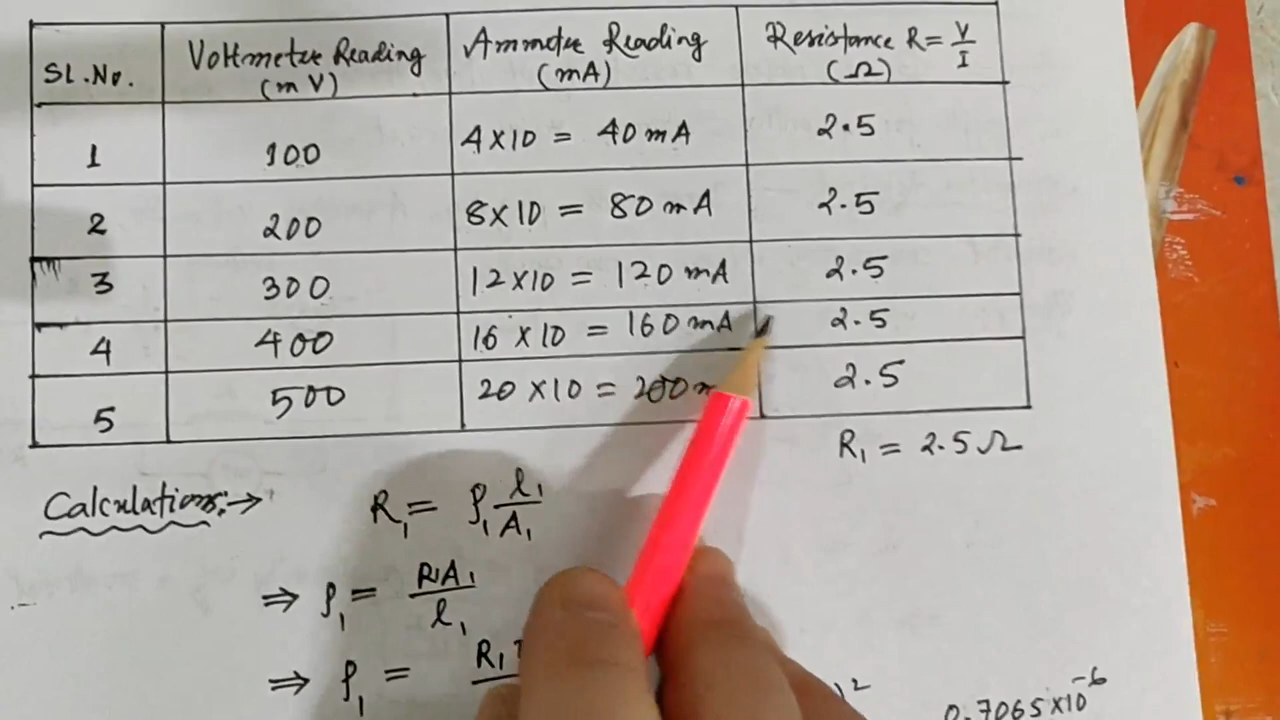 Sl. No. Voltmeter Reading (mV) Ammeter Reading (mA) Resistance R = V/I (Ω)
1 100 4×10 = 40 mA 2.5
2 200 8×10 = 80 mA 2.5
3 300 12×10 = 120 mA 2.5
4 400 16×10 = 160 mA 2.5
5 500 20×10 = 200 m 2.5
R₁ = 2.5 Ω
Calculations:→ R₁ = ρ₁ l₁/A₁
⇒ ρ₁ = R₁A₁/l₁
⇒ ρ₁ = R₁
)² 0.7065×10⁻⁶